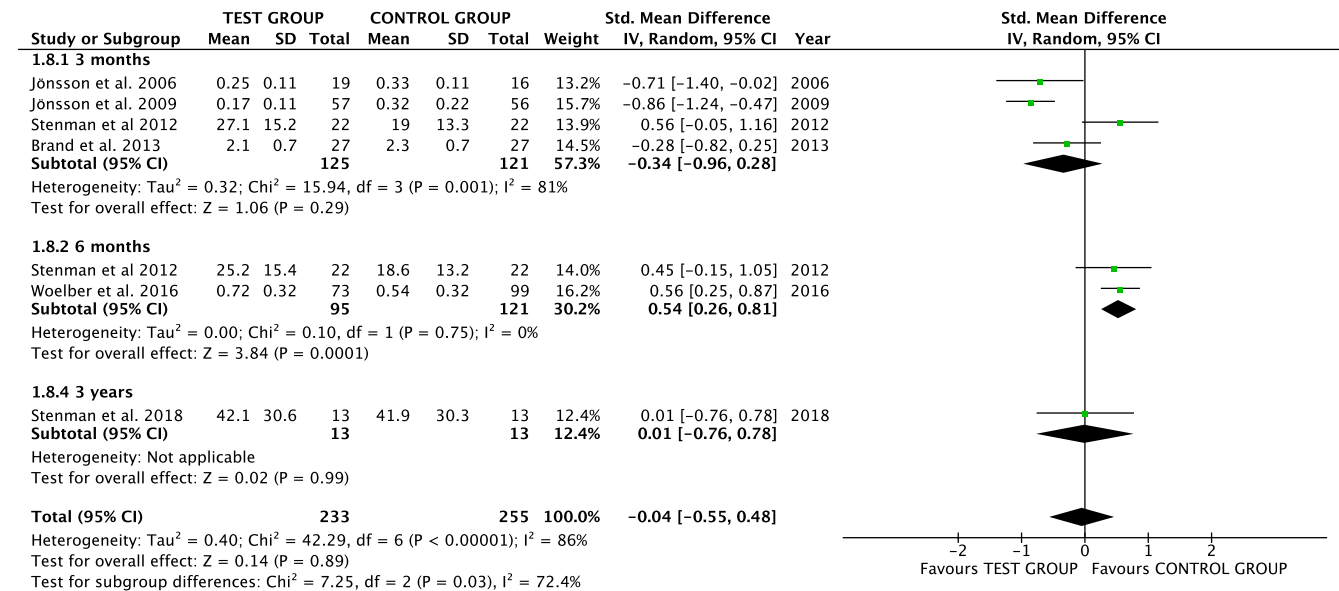 TEST GROUP CONTROL GROUP Std. Mean Difference Std. Mean Difference
Study or Subgroup Mean SD Total Mean SD Total Weight IV, Random, 95% CI Year IV, Random, 95% CI
1.8.1 3 months
Jönsson et al. 2006 0.25 0.11 19 0.33 0.11 16 13.2% −0.71 [−1.40, −0.02] 2006
Jönsson et al. 2009 0.17 0.11 57 0.32 0.22 56 15.7% −0.86 [−1.24, −0.47] 2009
Stenman et al 2012 27.1 15.2 22 19 13.3 22 13.9% 0.56 [−0.05, 1.16] 2012
Brand et al. 2013 2.1 0.7 27 2.3 0.7 27 14.5% −0.28 [−0.82, 0.25] 2013
Subtotal (95% CI) 125 121 57.3% −0.34 [−0.96, 0.28]
Heterogeneity: Tau² = 0.32; Chi² = 15.94, df = 3 (P = 0.001); I² = 81%
Test for overall effect: Z = 1.06 (P = 0.29)
1.8.2 6 months
Stenman et al 2012 25.2 15.4 22 18.6 13.2 22 14.0% 0.45 [−0.15, 1.05] 2012
Woelber et al. 2016 0.72 0.32 73 0.54 0.32 99 16.2% 0.56 [0.25, 0.87] 2016
Subtotal (95% CI) 95 121 30.2% 0.54 [0.26, 0.81]
Heterogeneity: Tau² = 0.00; Chi² = 0.10, df = 1 (P = 0.75); I² = 0%
Test for overall effect: Z = 3.84 (P = 0.0001)
1.8.4 3 years
Stenman et al. 2018 42.1 30.6 13 41.9 30.3 13 12.4% 0.01 [−0.76, 0.78] 2018
Subtotal (95% CI) 13 13 12.4% 0.01 [−0.76, 0.78]
Heterogeneity: Not applicable
Test for overall effect: Z = 0.02 (P = 0.99)
Total (95% CI) 233 255 100.0% −0.04 [−0.55, 0.48]
Heterogeneity: Tau² = 0.40; Chi² = 42.29, df = 6 (P < 0.00001); I² = 86%
Test for overall effect: Z = 0.14 (P = 0.89)
Test for subgroup differences: Chi² = 7.25, df = 2 (P = 0.03), I² = 72.4%
−2 −1 0 1 2
Favours TEST GROUP Favours CONTROL GROUP